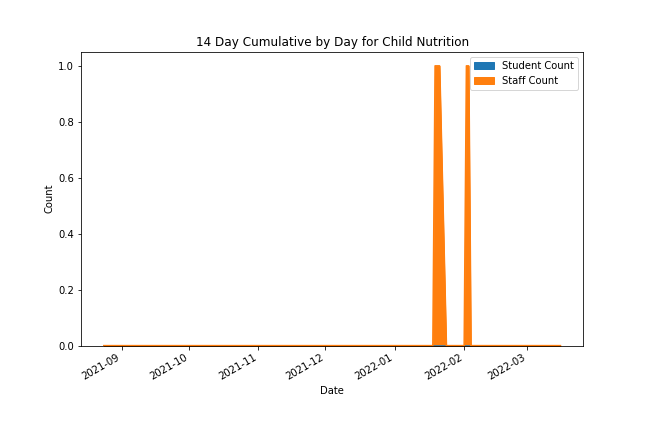 14 Day Cumulative by Day for Child Nutrition
Student Count
Staff Count
1.0
0.8
0.6
0.4
0.2
0.0
Count
2021-09
2021-10
2021-11
2021-12
2022-01
2022-02
2022-03
Date